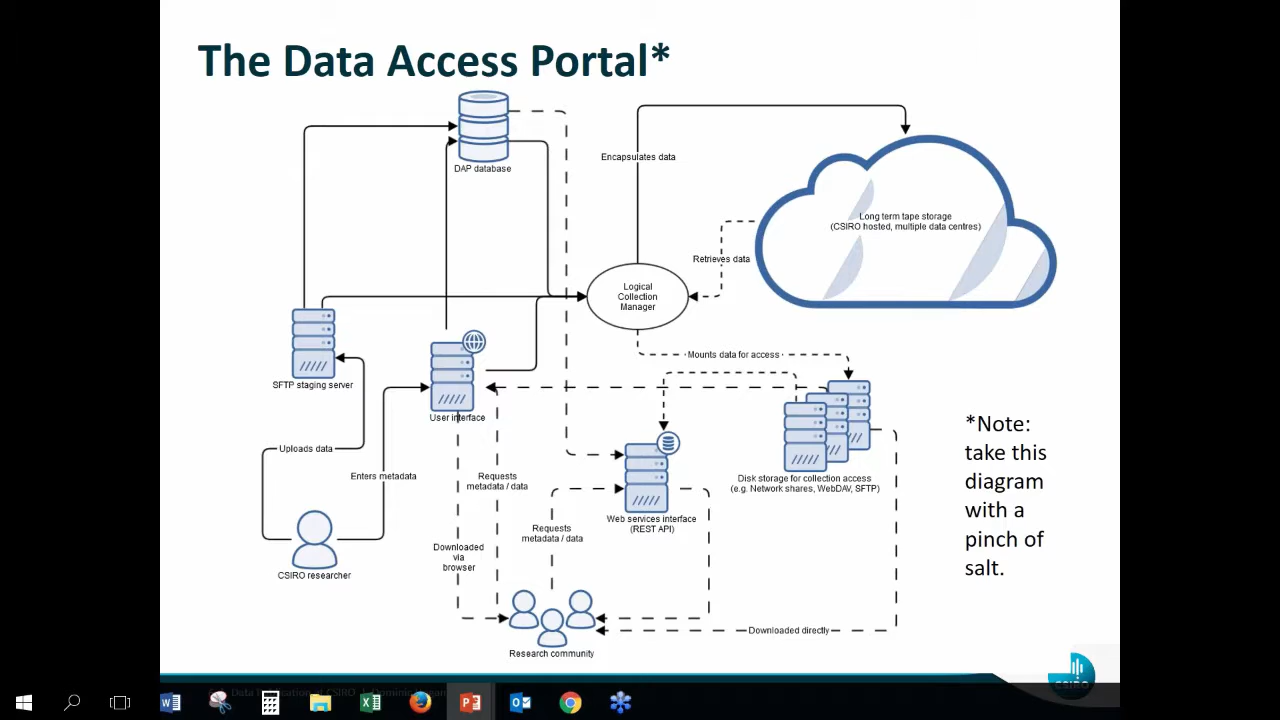 The Data Access Portal*
DAP database
Encapsulates data
Long term tape storage
(CSIRO hosted, multiple data centres)
Retrieves data
Logical
Collection
Manager
Mounts data for access
SFTP staging server
User interface
Uploads data
Enters metadata
Requests
metadata / data
Disk storage for collection access
(e.g. Network shares, WebDAV, SFTP)
*Note:
take this
diagram
with a
pinch of
salt.
Web services interface
(REST API)
Requests
metadata / data
Downloaded
via
browser
CSIRO researcher
Downloaded directly
Research community
CSIRO